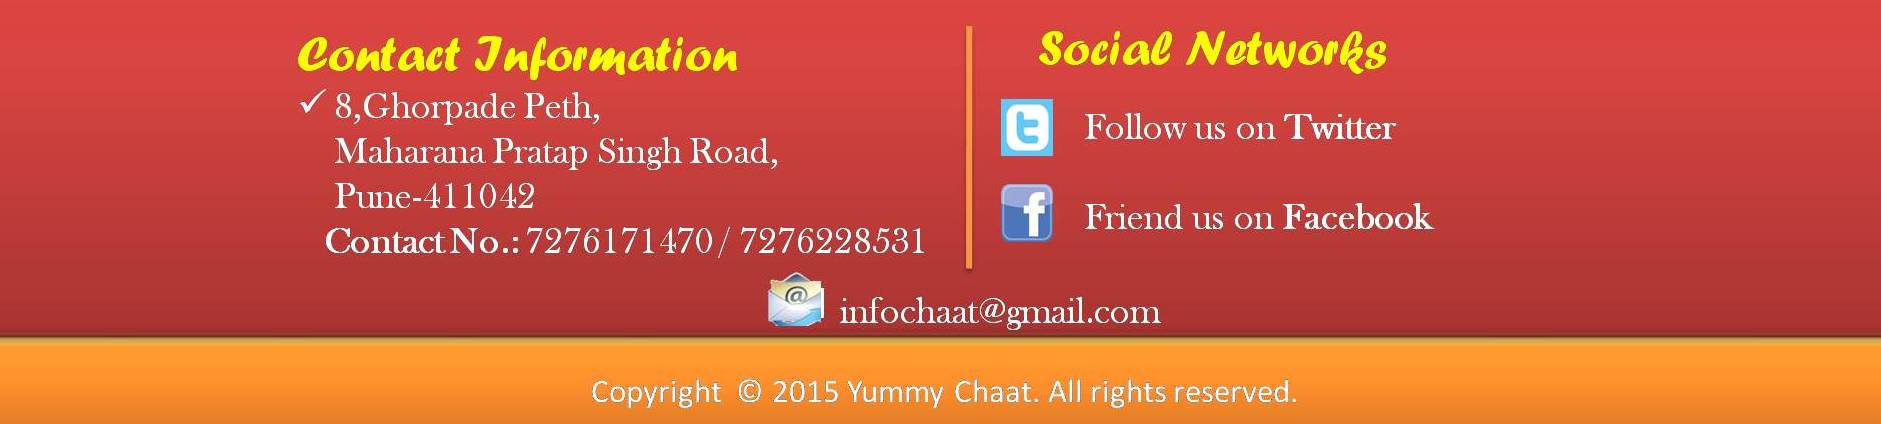 Contact Information
✓ 8,Ghorpade Peth,
Maharana Pratap Singh Road,
Pune-411042
Contact No.: 7276171470 / 7276228531
Social Networks
Follow us on Twitter
Friend us on Facebook
infochaat@gmail.com
Copyright © 2015 Yummy Chaat. All rights reserved.